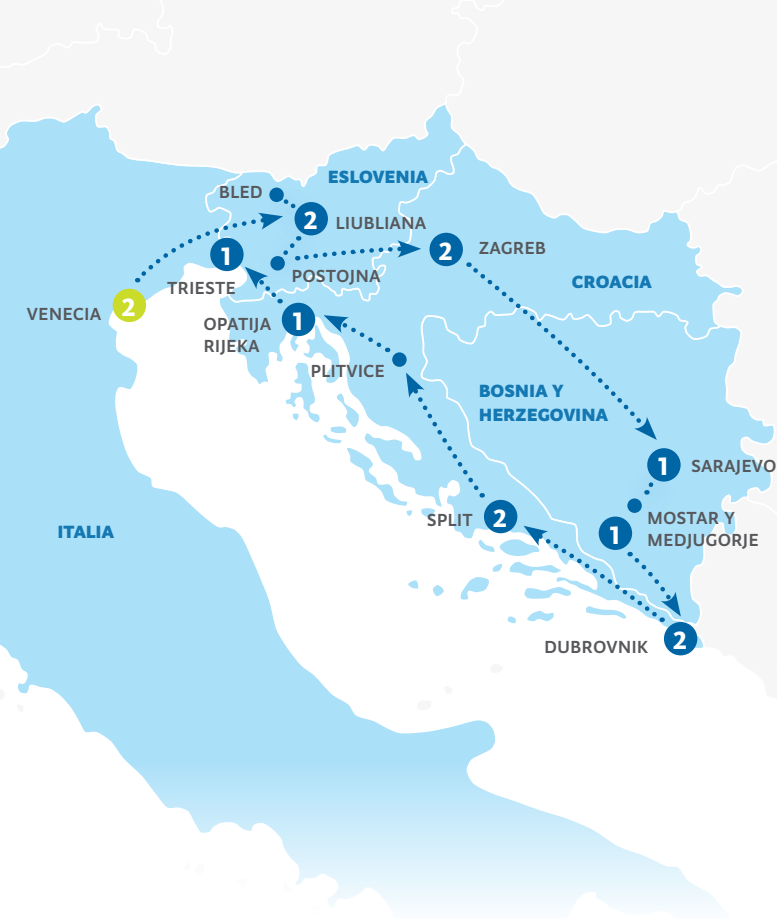 ESLOVENIA
BLED
2
LIUBLIANA
2
ZAGREB
1
POSTOJNA
TRIESTE
CROACIA
VENECIA
2
OPATIJA
RIJEKA
1
PLITVICE
BOSNIA Y
HERZEGOVINA
1
SARAJEVO
SPLIT
2
MOSTAR Y
MEDJUGORJE
1
ITALIA
DUBROVNIK
2